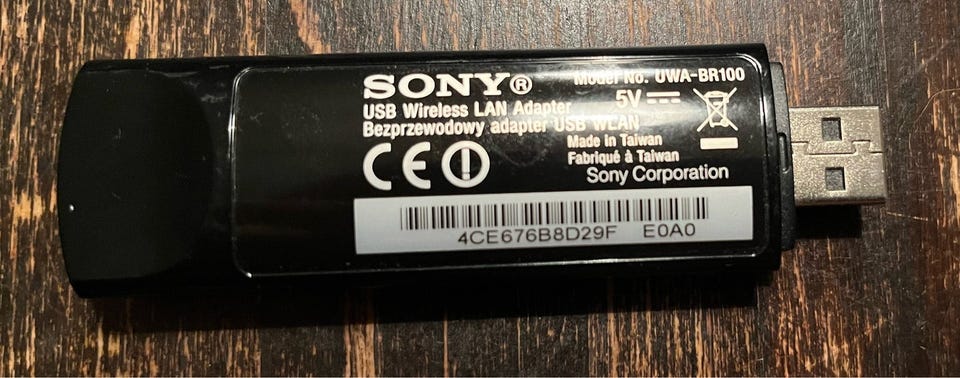 SONY®
Model No. UWA-BR100
USB Wireless LAN Adapter
5V
Bezprzewodowy adapter USB WLAN
Made in Taiwan
Fabriqué à Taiwan
CE
Sony Corporation
4CE676B8D29F E0A0